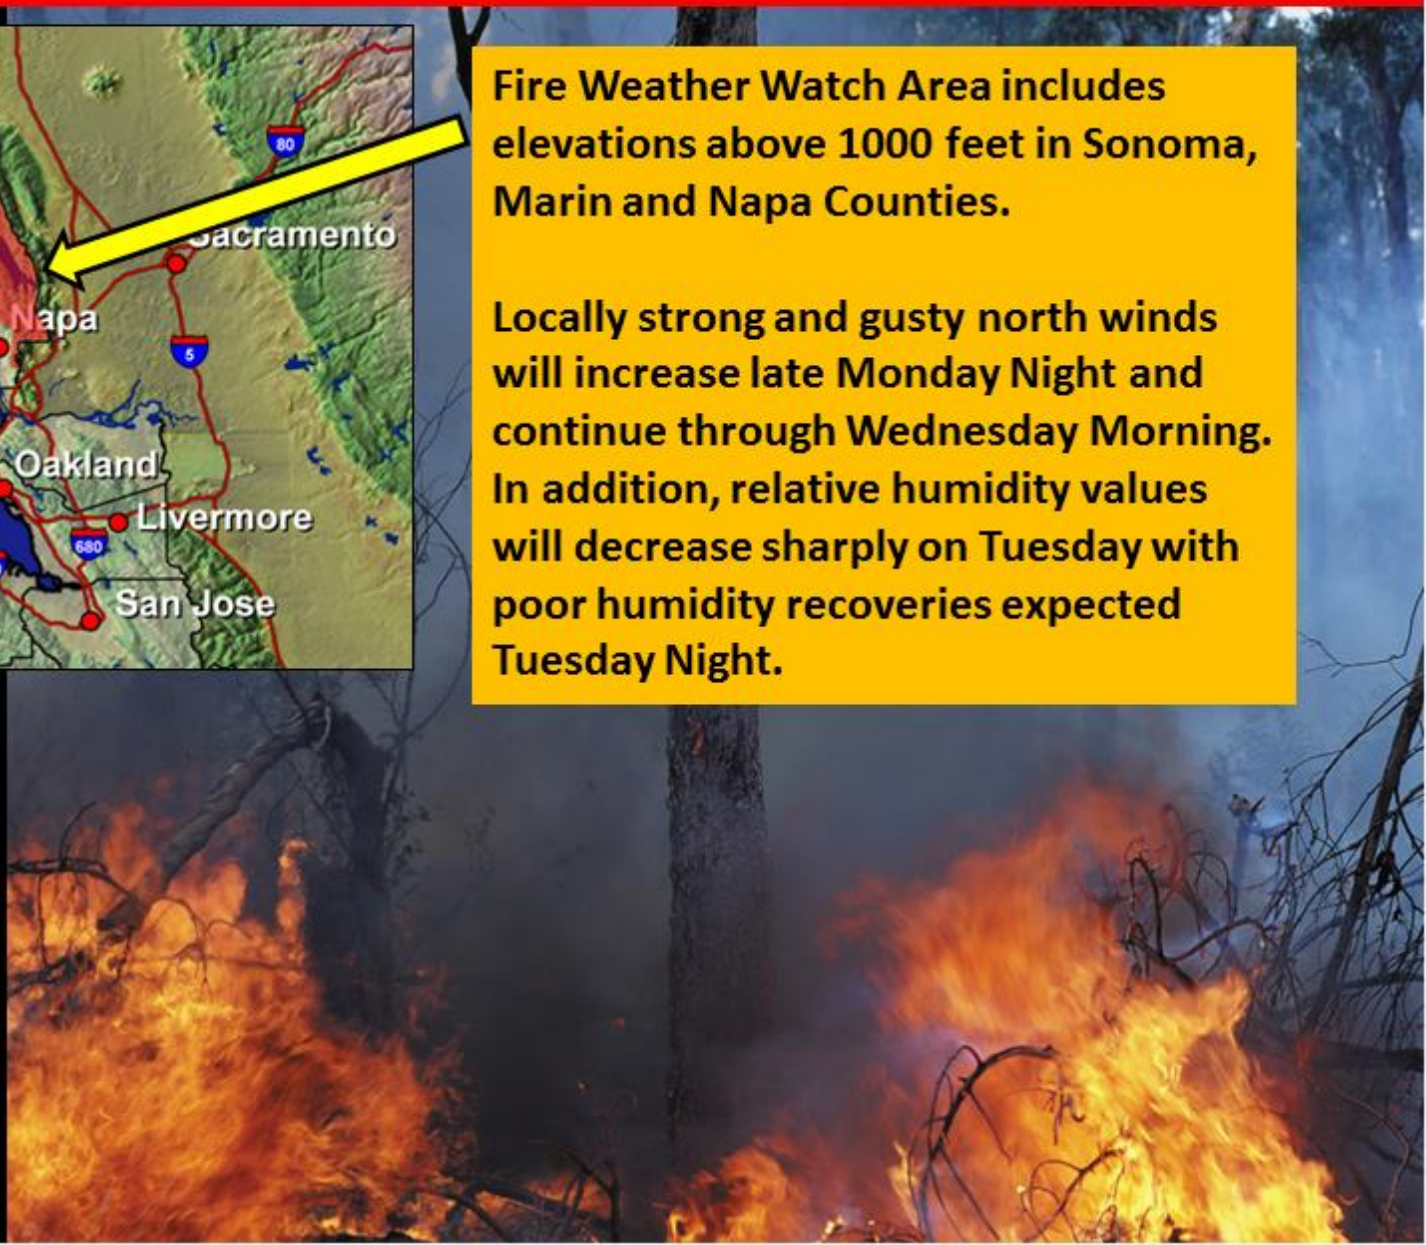 Fire Weather Watch Area includes
elevations above 1000 feet in Sonoma,
Marin and Napa Counties.
Locally strong and gusty north winds
will increase late Monday Night and
continue through Wednesday Morning.
In addition, relative humidity values
will decrease sharply on Tuesday with
poor humidity recoveries expected
Tuesday Night.
80
Sacramento
Napa
5
Oakland
Livermore
680
San Jose